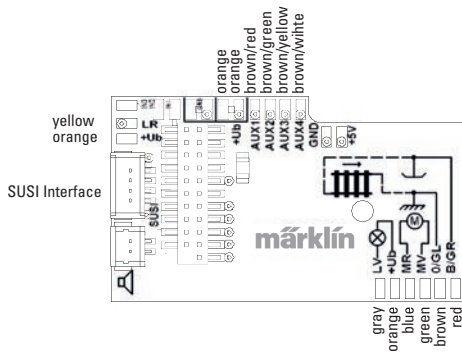 orange
orange
brown/red
brown/green
brown/yellow
brown/wihte
yellow
orange
SUSI Interface
LR
+Ub
+Ub
AUX1
AUX2
AUX3
AUX4
GND
+5V
SUSI
märklin
M
LV
+Ub
MR
MV
0/GL
B/GR
gray
orange
blue
green
brown
red